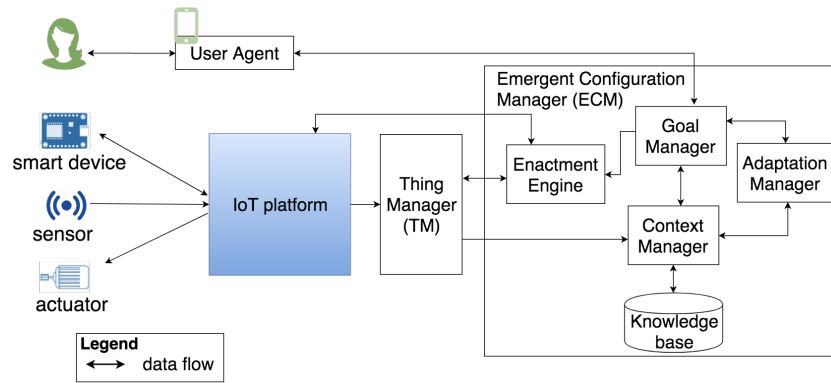 User Agent
Emergent Configuration
Manager (ECM)
Goal
Manager
smart device
Enactment
Engine
Adaptation
Manager
Thing
Manager
(TM)
IoT platform
sensor
Context
Manager
actuator
Knowledge
base
Legend
data flow